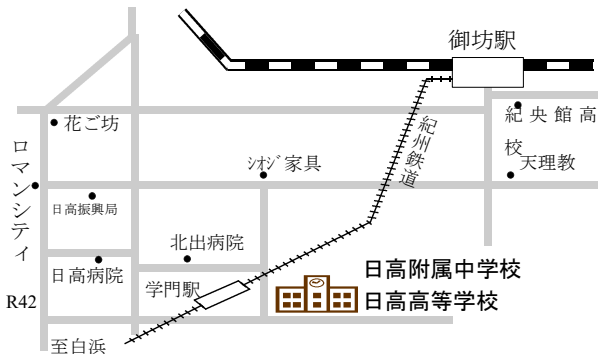 御坊駅
花ご坊
紀央館高
校
紀州鉄道
ロマンシティ
ｼｵｼﾞ家具
天理教
日高振興局
北出病院
日高病院
学門駅
日高附属中学校
R42
日高高等学校
至白浜